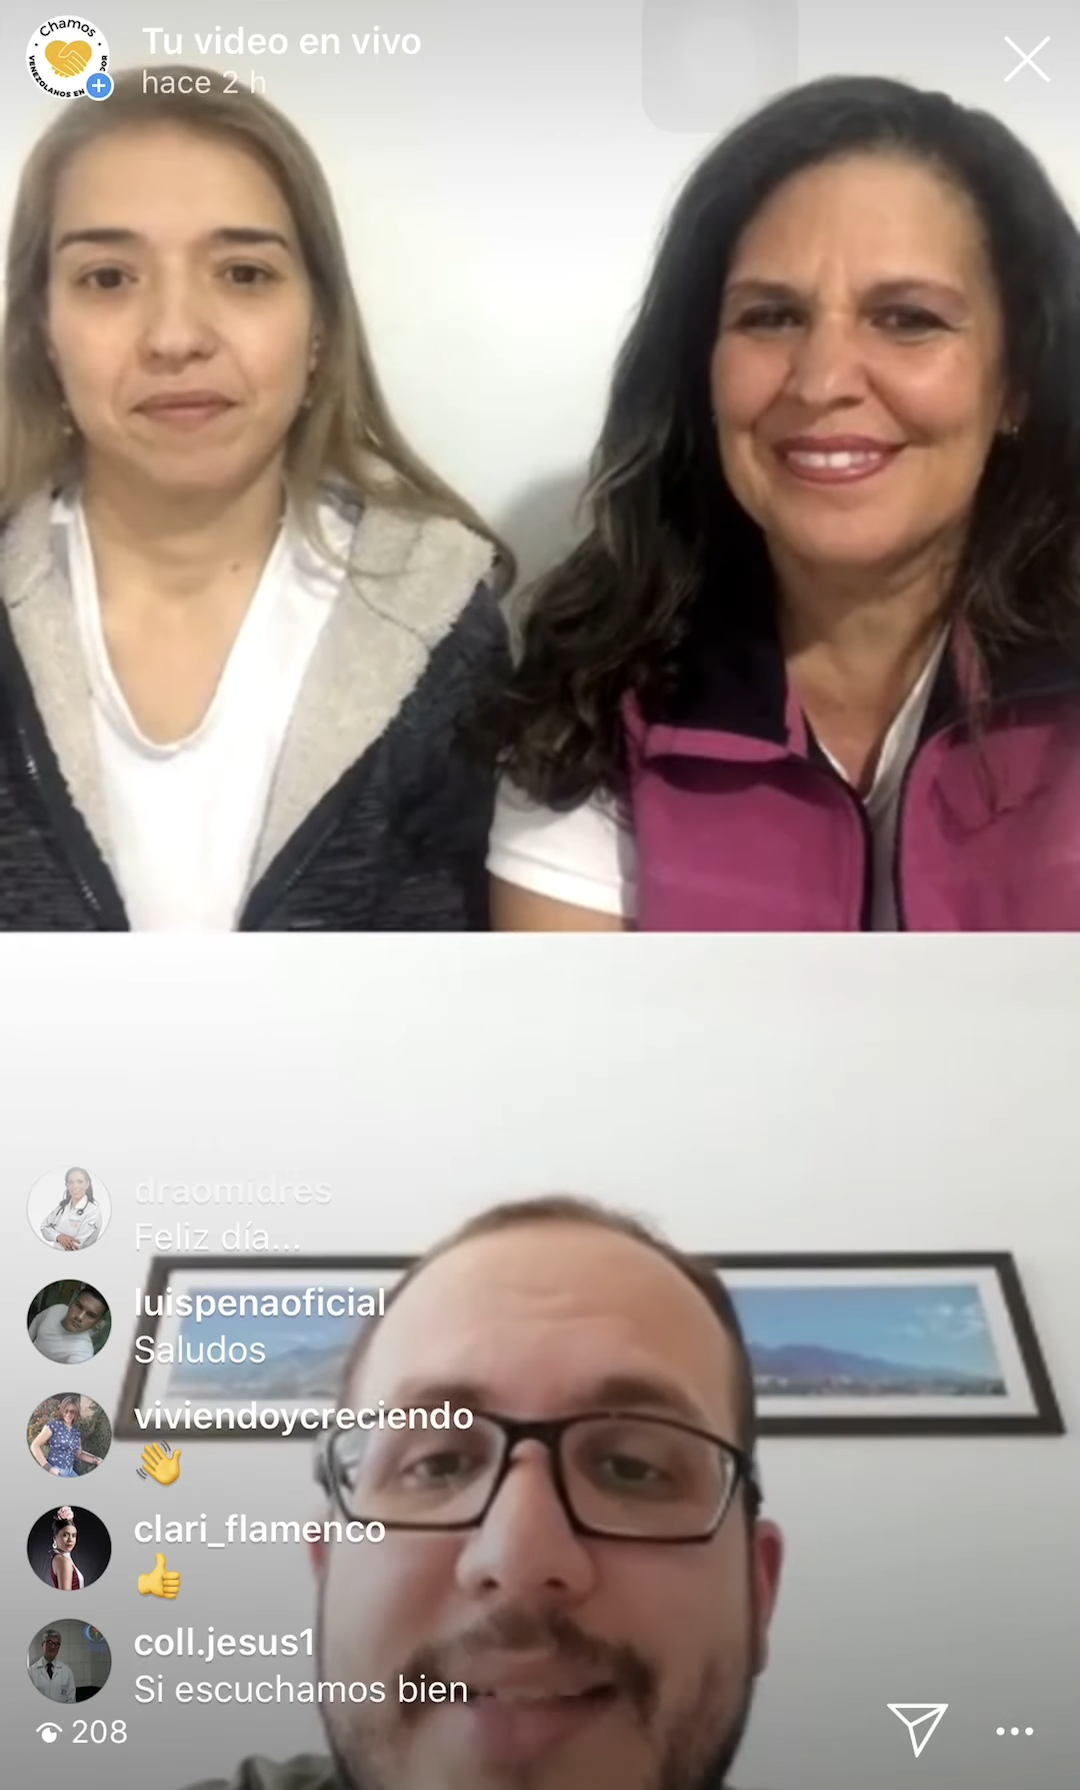 Chamos
VENEZOLANOS EN
DOR
Tu video en vivo
hace 2 h
draomidres
Feliz día...
luispenaoficial
Saludos
viviendoycreciendo
👋
clari_flamenco
👍
coll.jesus1
Si escuchamos bien
208